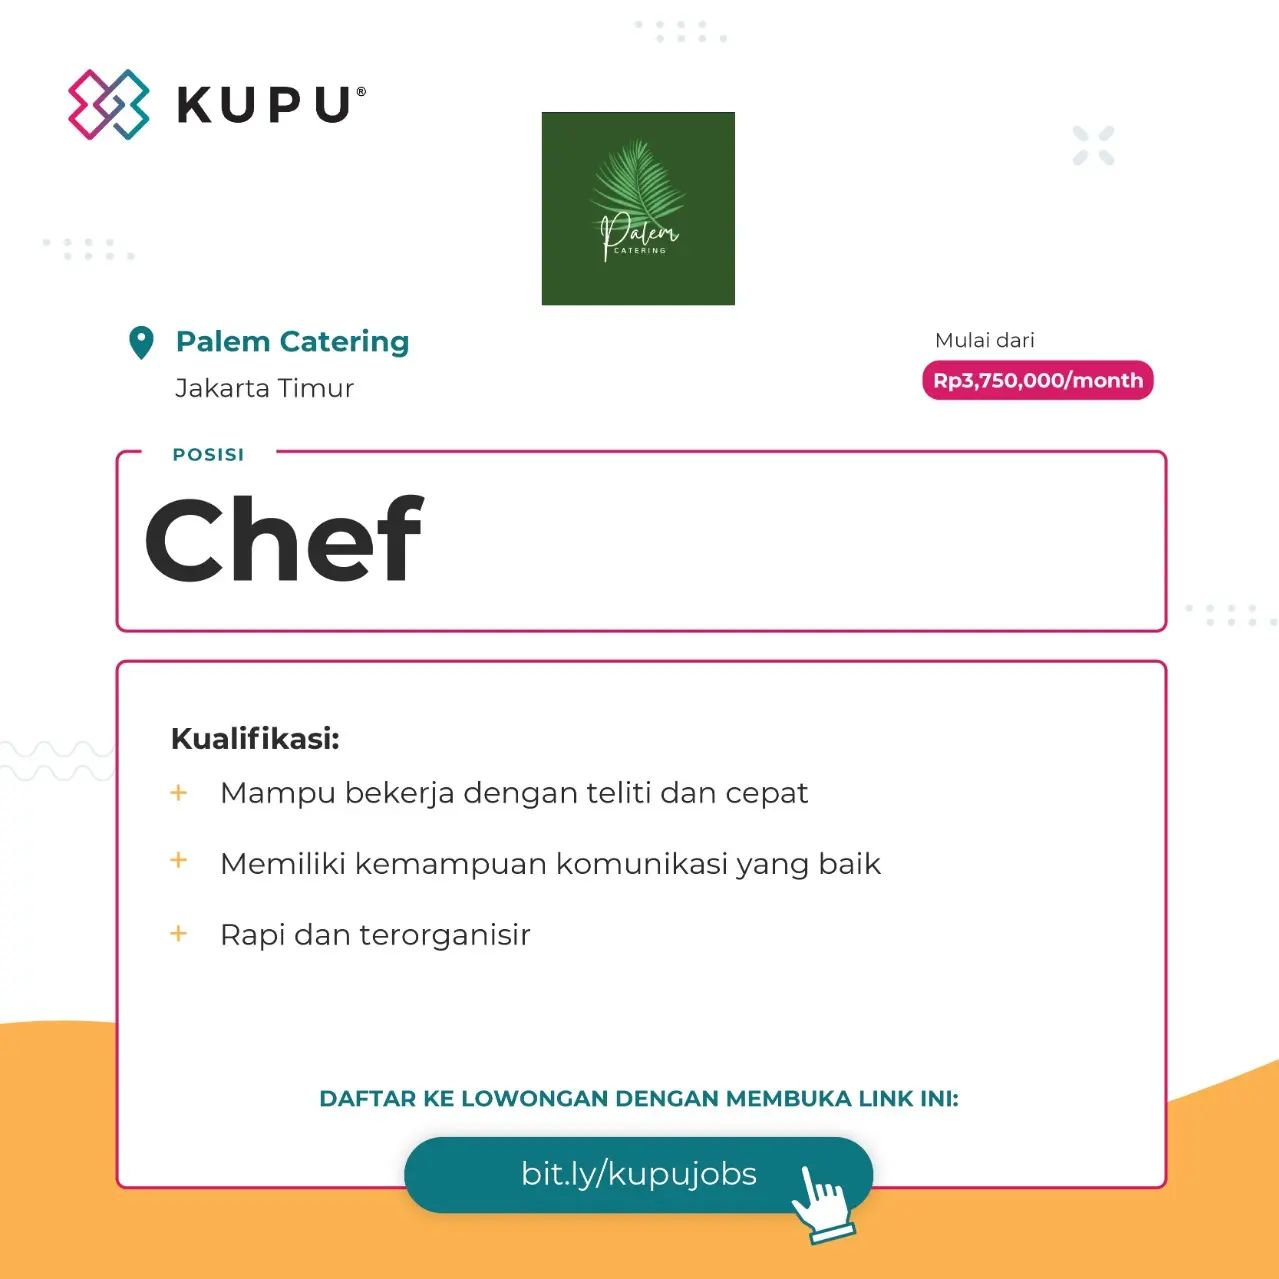 KUPU®
Palem
CATERING
Palem Catering
Jakarta Timur
Mulai dari
Rp3,750,000/month
POSISI
Chef
Kualifikasi:
+ Mampu bekerja dengan teliti dan cepat
+ Memiliki kemampuan komunikasi yang baik
+ Rapi dan terorganisir
DAFTAR KE LOWONGAN DENGAN MEMBUKA LINK INI:
bit.ly/kupujobs